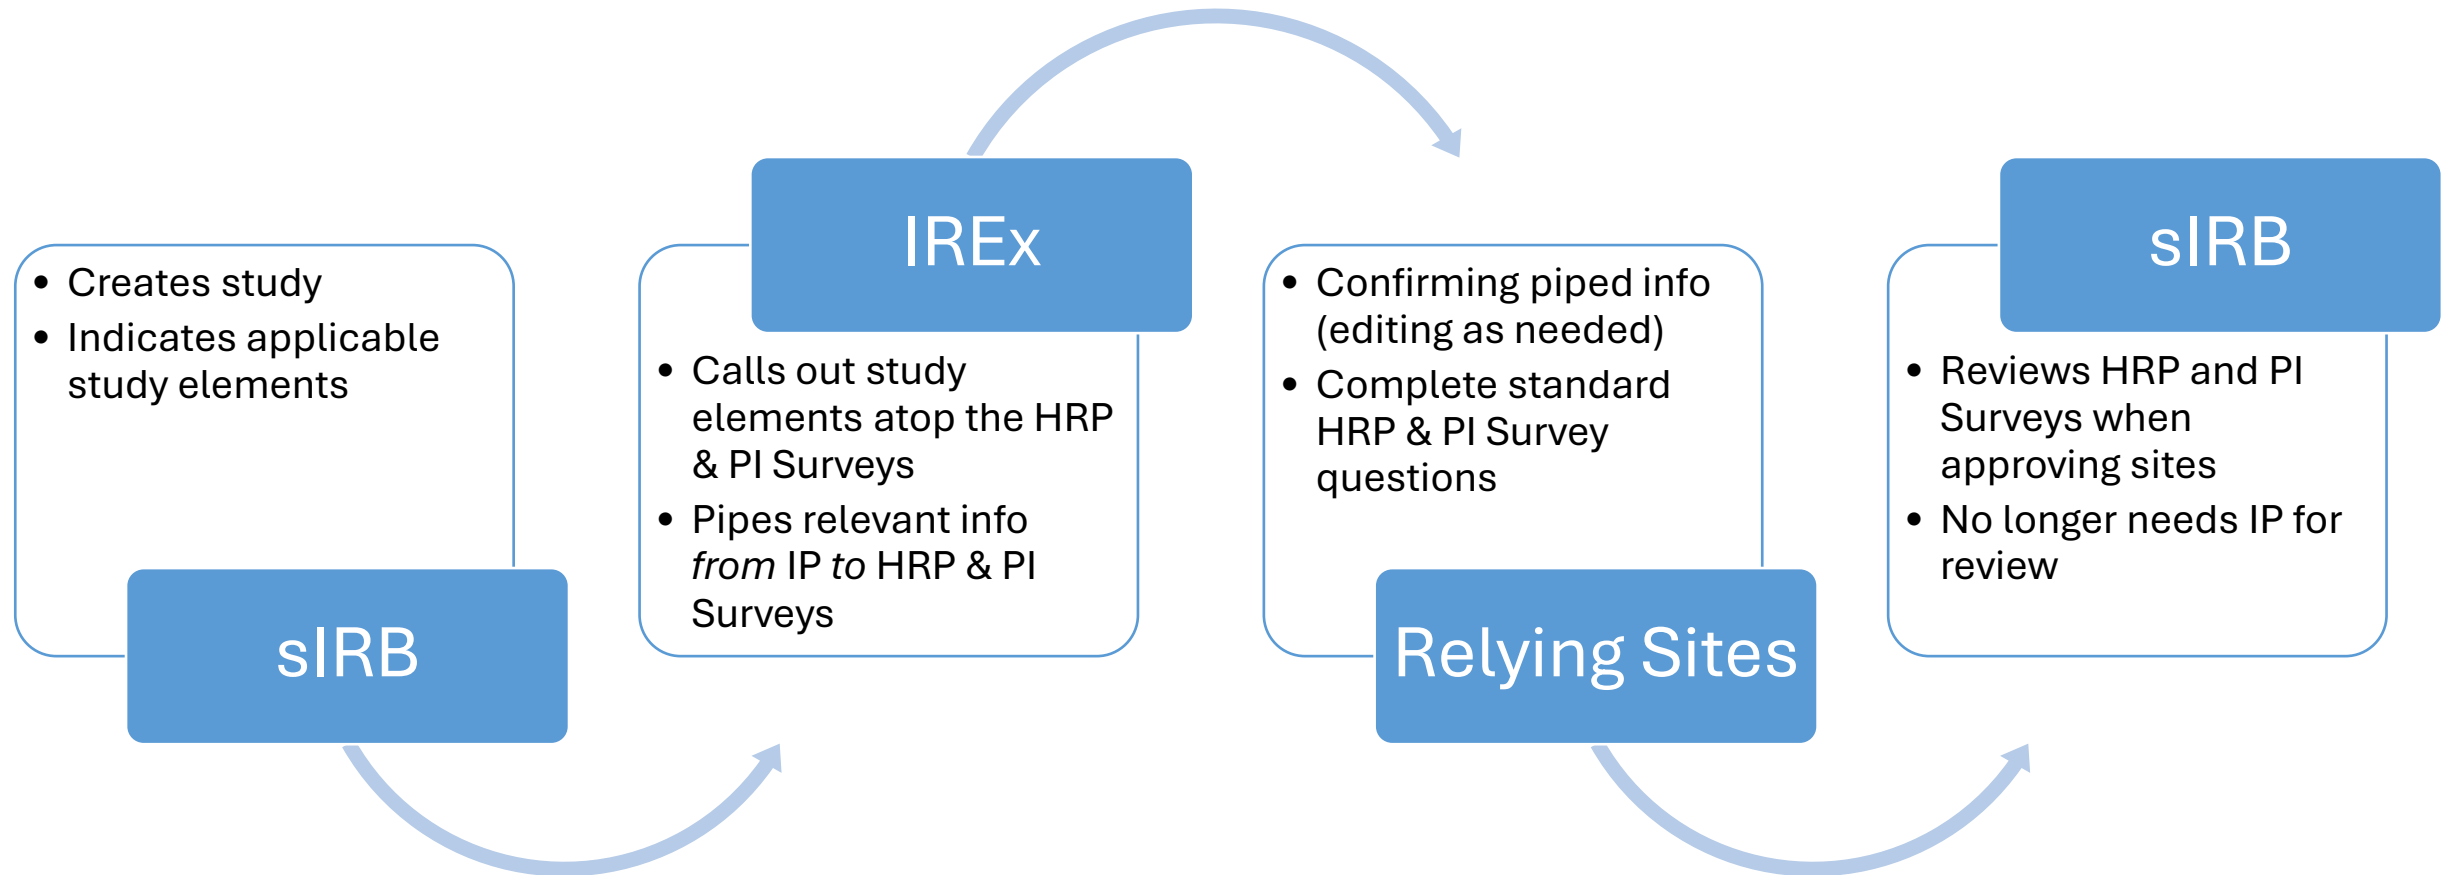 • Creates study
• Indicates applicable
study elements
sIRB
IREx
• Calls out study
elements atop the HRP
& PI Surveys
• Pipes relevant info
from IP to HRP & PI
Surveys
• Confirming piped info
(editing as needed)
• Complete standard
HRP & PI Survey
questions
Relying Sites
sIRB
• Reviews HRP and PI
Surveys when
approving sites
• No longer needs IP for
review